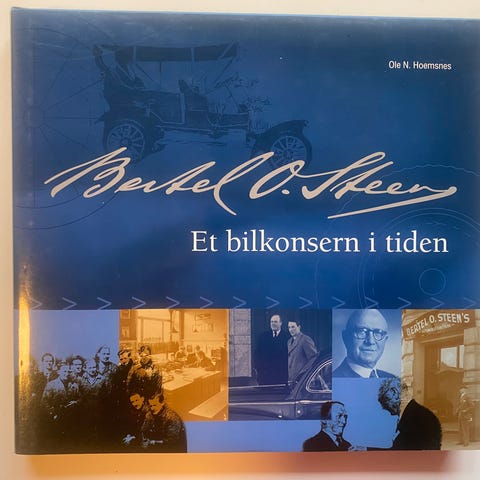 Ole N. Hoemsnes
Bertel O. Steen
Et bilkonsern i tiden
BERTEL O. STEEN'S